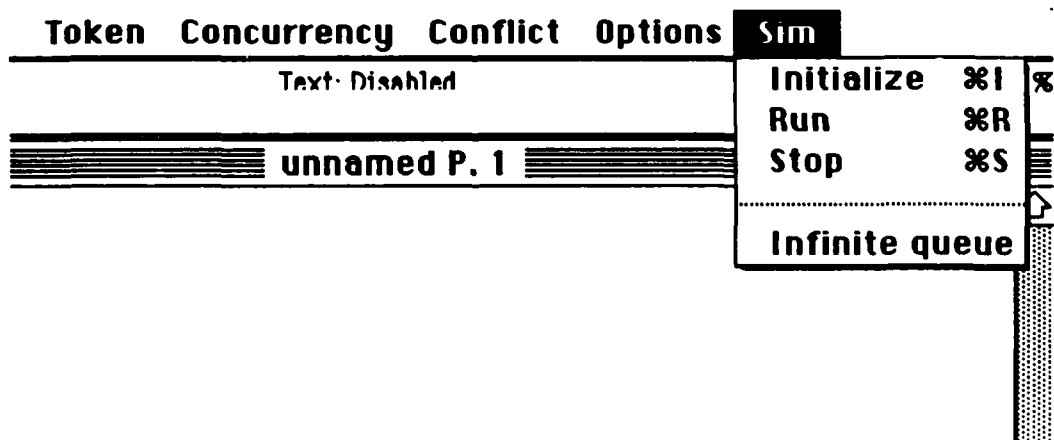 Token Concurrency Conflict Options Sim
Text: Disabled
Initialize ⌘I
%
Run ⌘R
unnamed P. 1
Stop ⌘S
Infinite queue